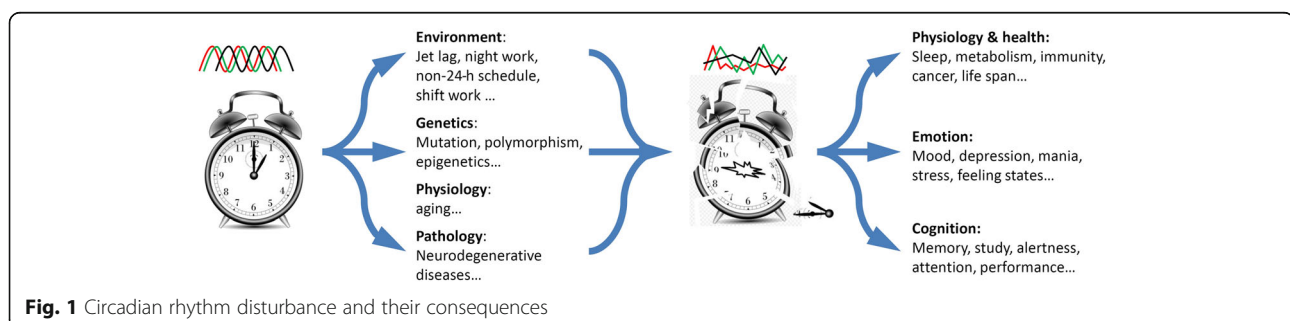 Environment:
Jet lag, night work,
non-24-h schedule,
shift work ...
Genetics:
Mutation, polymorphism,
epigenetics...
Physiology:
aging...
Pathology:
Neurodegenerative
diseases...
Physiology & health:
Sleep, metabolism, immunity,
cancer, life span...
Emotion:
Mood, depression, mania,
stress, feeling states...
Cognition:
Memory, study, alertness,
attention, performance...
Fig. 1 Circadian rhythm disturbance and their consequences